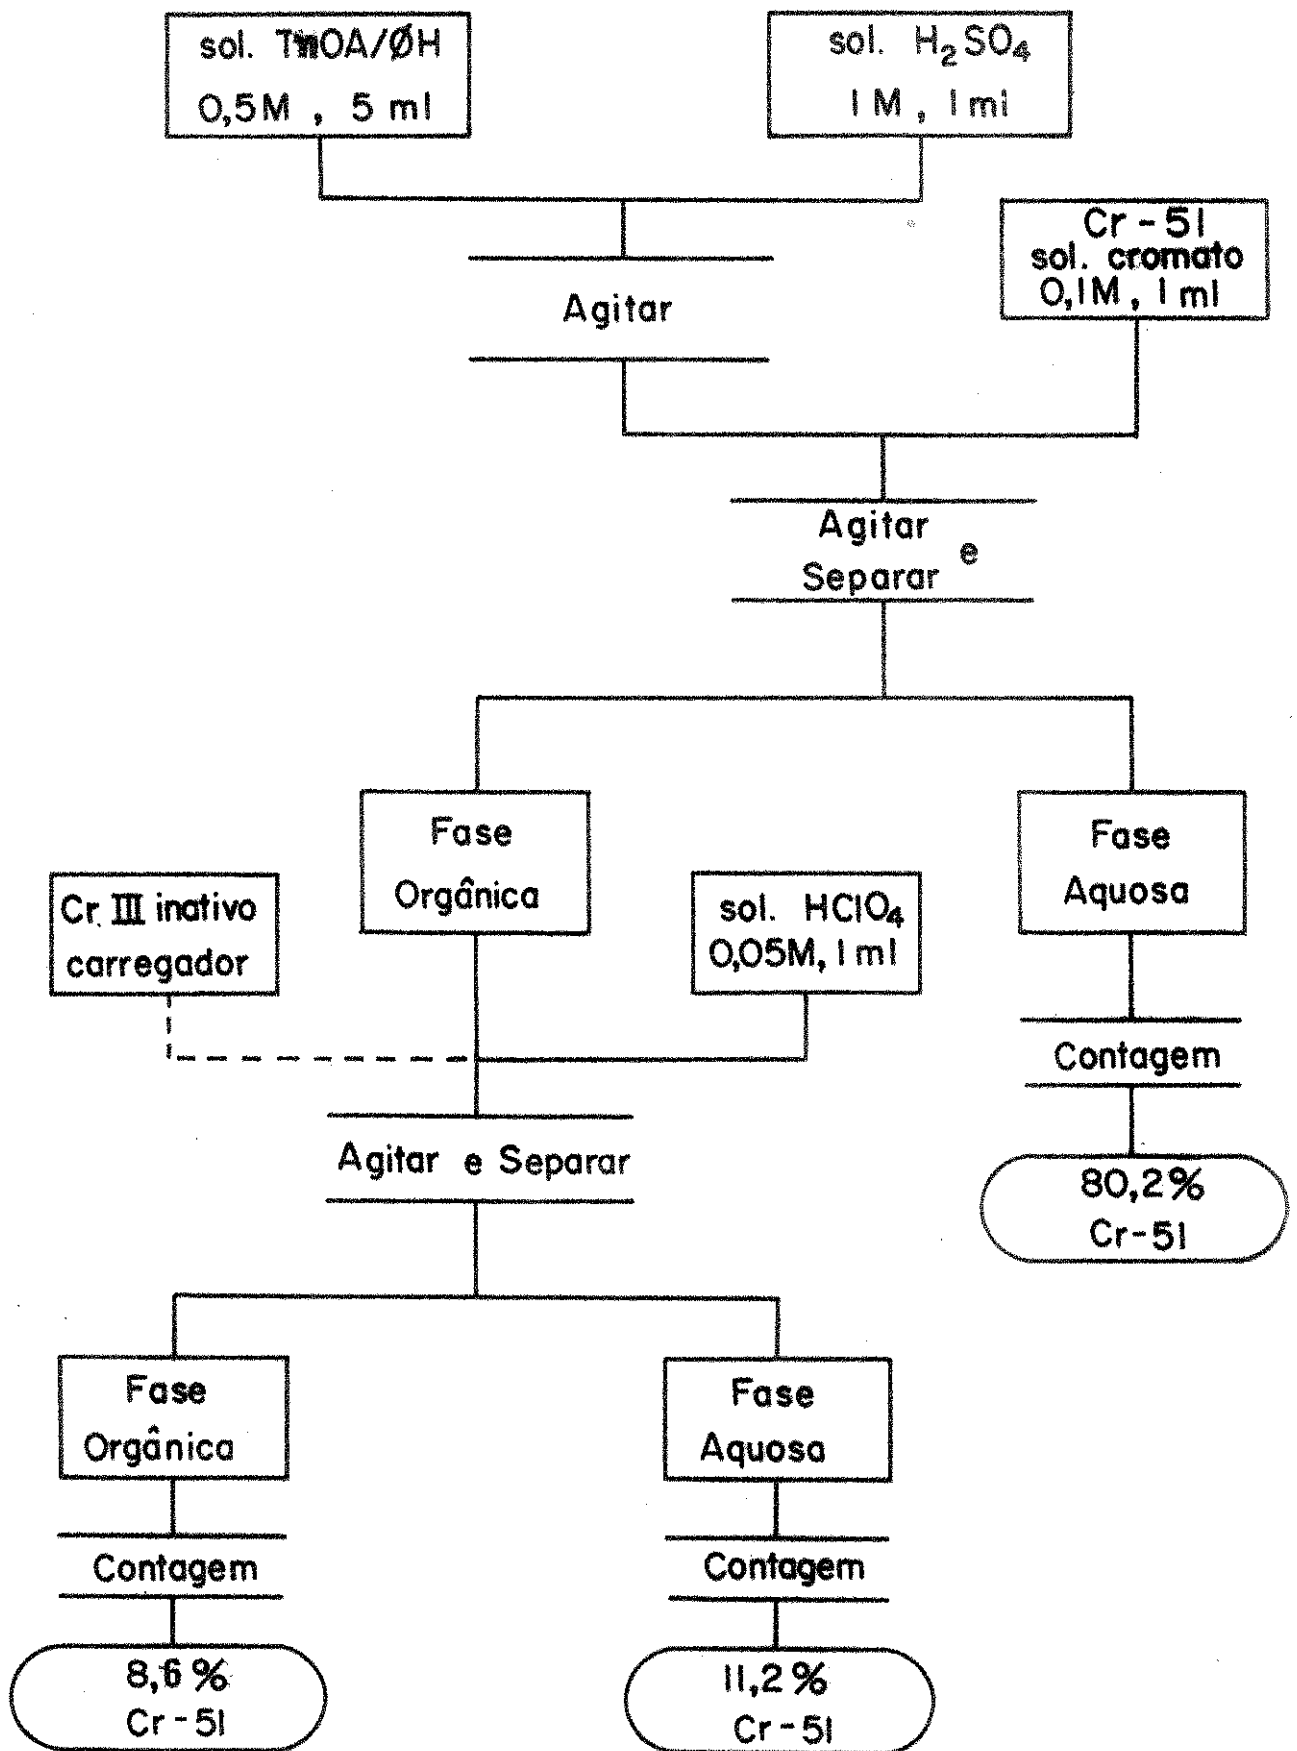 sol. TnOA/ØH
0,5M , 5 ml
sol. H₂SO₄
1M , 1 ml
Agitar
Cr-51
sol. cromato
0,1M , 1 ml
Agitar
e
Separar
Fase
Orgânica
Fase
Aquosa
Cr III inativo
carregador
sol. HClO₄
0,05M, 1 ml
Contagem
80,2%
Cr-51
Agitar e Separar
Fase
Orgânica
Fase
Aquosa
Contagem
Contagem
8,6%
Cr-51
11,2%
Cr-51